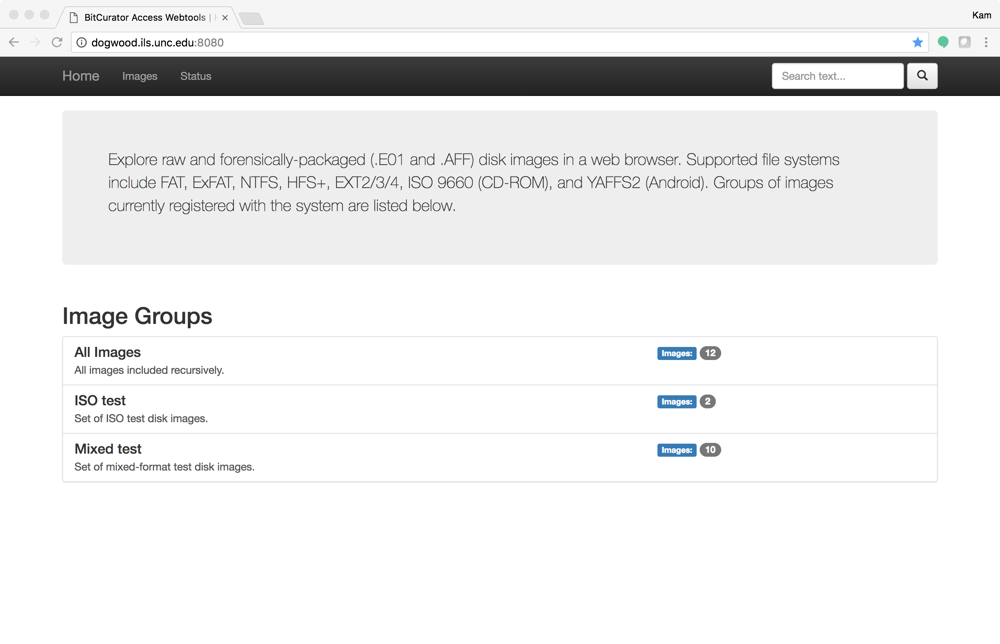 BitCurator Access Webtools |
Kam
dogwood.ils.unc.edu:8080
Home Images Status Search text...
Explore raw and forensically-packaged (.E01 and .AFF) disk images in a web browser. Supported file systems
include FAT, ExFAT, NTFS, HFS+, EXT2/3/4, ISO 9660 (CD-ROM), and YAFFS2 (Android). Groups of images
currently registered with the system are listed below.
Image Groups
All Images Images: 12
All images included recursively.
ISO test Images: 2
Set of ISO test disk images.
Mixed test Images: 10
Set of mixed-format test disk images.